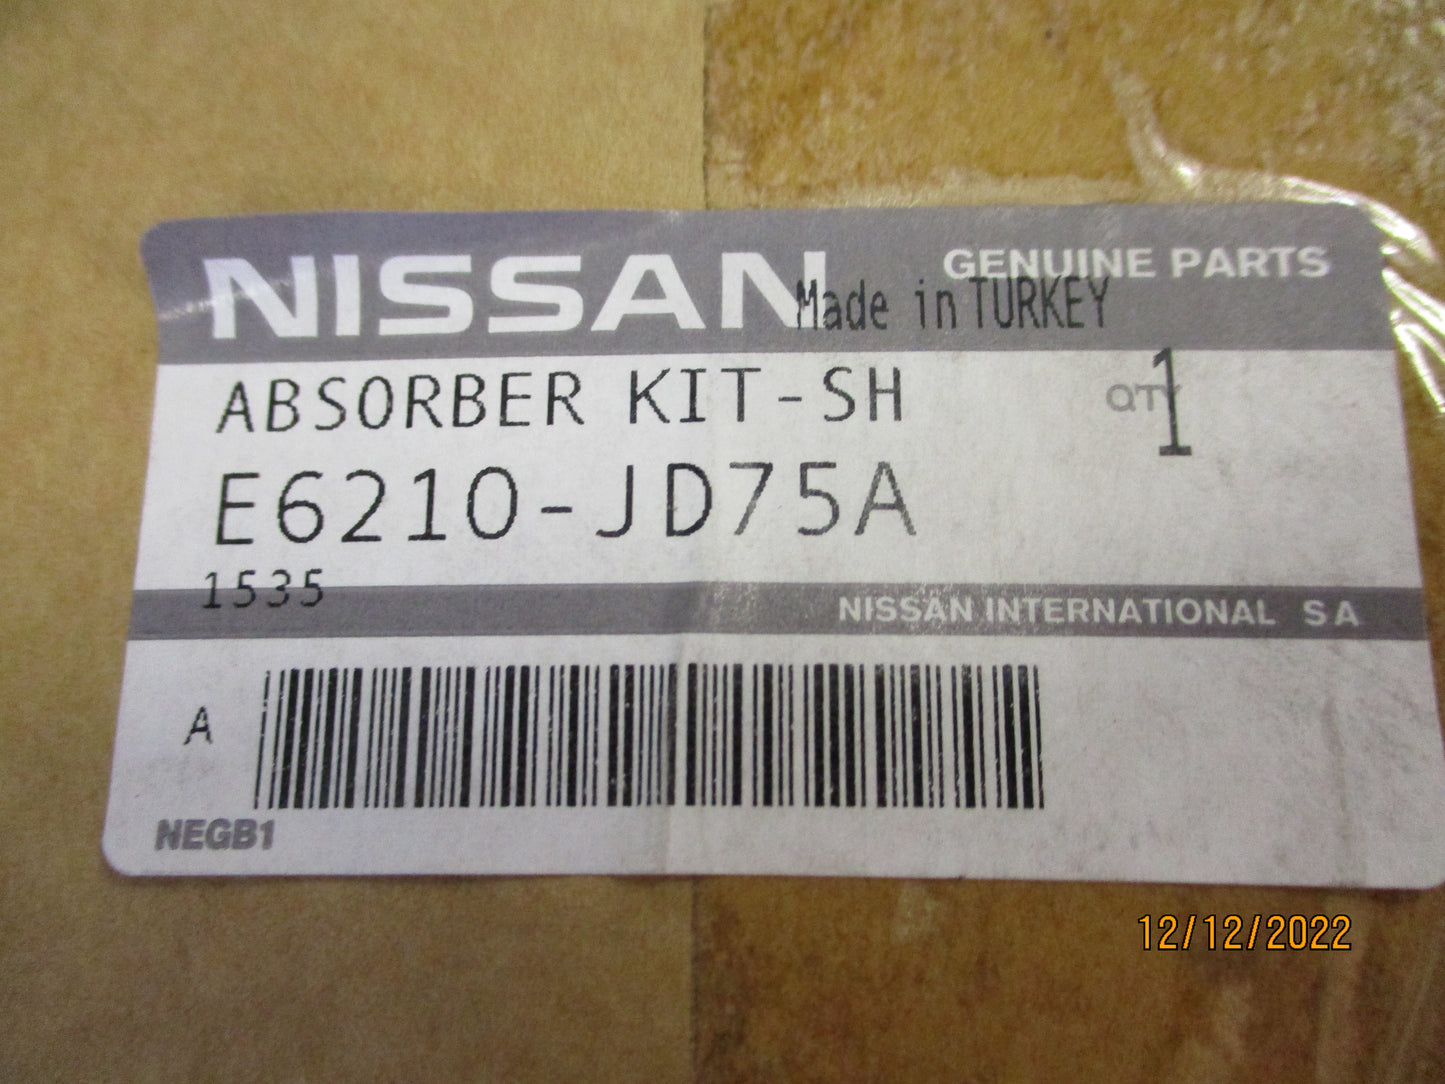 NISSAN GENUINE PARTS
Made in TURKEY
ABSORBER KIT-SH QTY 1
E6210-JD75A
1535
NISSAN INTERNATIONAL SA
A
NEGB1
12/12/2022